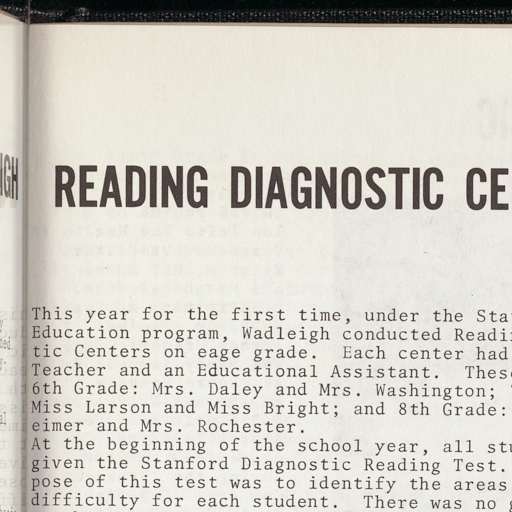 READING DIAGNOSTIC CE
This year for the first time, under the Sta
Education program, Wadleigh conducted Readi
tic Centers on eage grade. Each center had
Teacher and an Educational Assistant. Thes
6th Grade: Mrs. Daley and Mrs. Washington;
Miss Larson and Miss Bright; and 8th Grade:
eimer and Mrs. Rochester.
At the beginning of the school year, all stu
given the Stanford Diagnostic Reading Test.
pose of this test was to identify the areas
difficulty for each student. There was no g